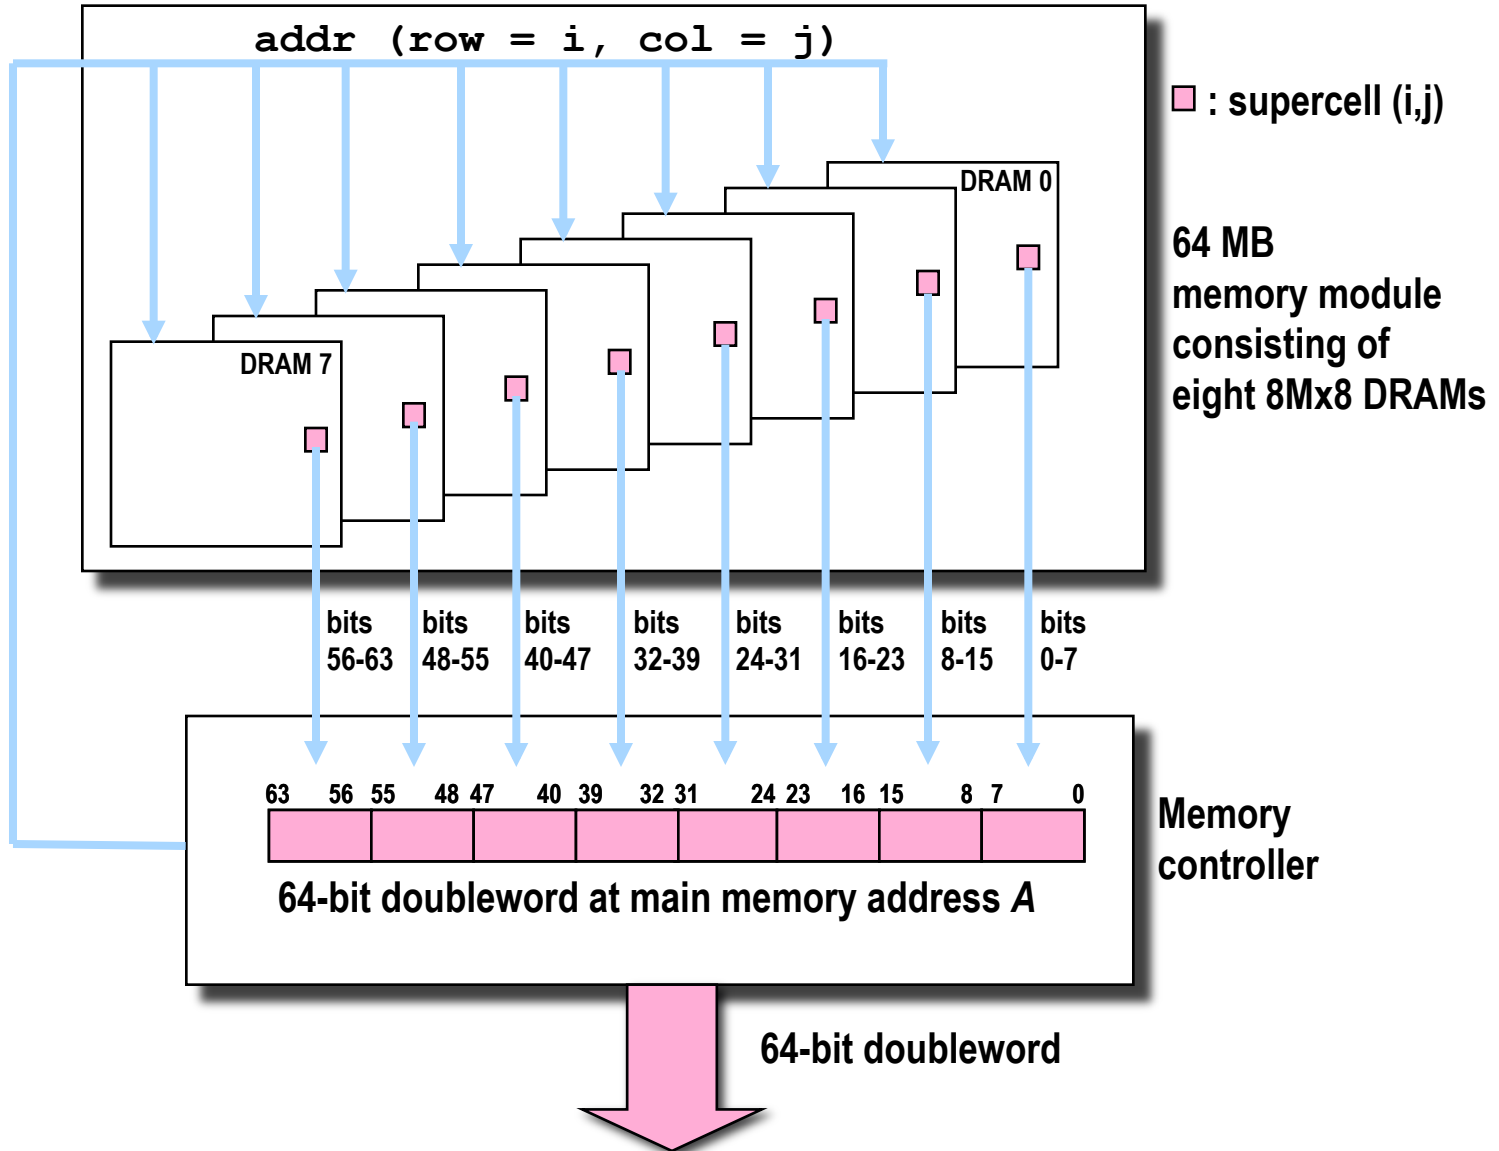 addr (row = i, col = j)
: supercell (i,j)
DRAM 0
64 MB
memory module
consisting of
eight 8Mx8 DRAMs
DRAM 7
bits
56-63
bits
48-55
bits
40-47
bits
32-39
bits
24-31
bits
16-23
bits
8-15
bits
0-7
63 56 55 48 47 40 39 32 31 24 23 16 15 8 7 0
Memory
controller
64-bit doubleword at main memory address A
64-bit doubleword